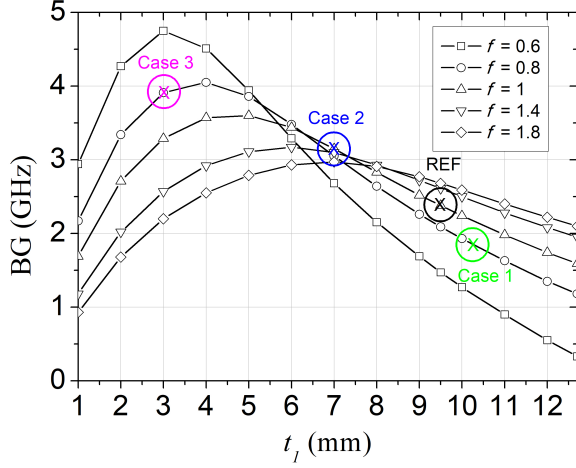 5
4
3
2
1
0
BG (GHz)
f = 0.6
f = 0.8
f = 1
f = 1.4
f = 1.8
Case 3
Case 2
REF
Case 1
1 2 3 4 5 6 7 8 9 10 11 12
t1 (mm)